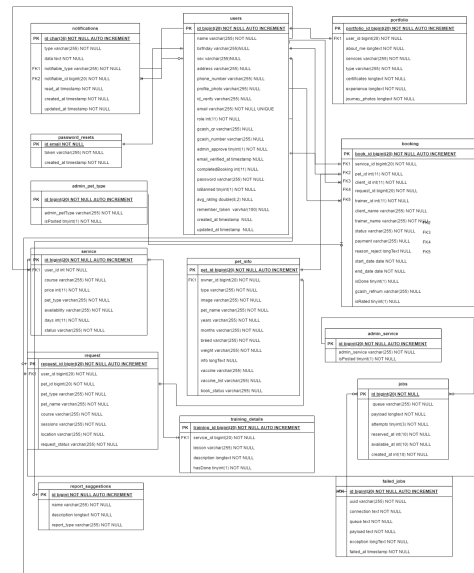 notifications
PK id char(36) NOT NULL AUTO INCREMENT
type varchar(255) NOT NULL
data text NOT NULL
FK1 notifiable_type varchar(255) NOT NULL
FK2 notifiable_id bigint(20) NOT NULL
read_at timestamp NOT NULL
created_at timestamp NOT NULL
updated_at timestamp NOT NULL
password_resets
PK id email NOT NULL
token varchar(255) NOT NULL
created_at timestamp NOT NULL
admin_pet_type
PK id bigint(20) NOT NULL AUTO INCREMENT
admin_petType varchar(255) NOT NULL
isPosted tinyint(1) NOT NULL
users
PK id bigint(20) NOT NULL AUTO INCREMENT
name varchar(255) NOT NULL
birthday varchar(255)NULL
sex varchar(255)NULL
address varchar(255) NULL
phone_number varchar(255) NULL
profile_photo varchar(255) NULL
id_verify varchar(255) NULL
email varchar(255) NOT NULL UNIQUE
role int(11) NOT NULL
gcash_qr varchar(255) NULL
gcash_number varchar(255) NULL
admin_approve tinyint(1) NOT NULL
email_verified_at timestamp NULL
completedBooking int(11) NULL
password varchar(255) NOT NULL
isBanned tinyint(1) NOT NULL
avg_rating double(8,2) NULL
remember_token varchar(100) NULL
created_at timestamp NULL
updated_at timestamp NULL
portfolio
PK portfolio_id bigint(20) NOT NULL AUTO INCREMENT
FK1 user_id bigint(20) NOT NULL
about_me longtext NOT NULL
services varchar(255) NOT NULL
type varchar(255) NOT NULL
certificates longtext NOT NULL
experience longtext NOT NULL
journey_photos longtext NOT NULL
booking
PK book_id bigint(20) NOT NULL AUTO INCREMENT
FK1 service_id bigint(20) NOT NULL
FK2 pet_id int(11) NOT NULL
FK3 client_id int(11) NOT NULL
FK4 request_id bigint(20) NOT NULL
FK5 trainer_id int(11) NOT NULL
client_name varchar(255) NOT NULL
trainer_name varchar(255) NOT NULL
status varchar(255) NOT NULL FK3
payment varchar(255) NOT NULL FK4
reason_reject longText NULL FK5
start_date date NOT NULL
end_date date NOT NULL
isDone tinyint(1) NOT NULL
gcash_refnum varchar(255) NULL
isRated tinyint(1) NOT NULL
service
PK id bigint(20) NOT NULL AUTO INCREMENT
FK1 user_id int NOT NULL
course varchar(255) NOT NULL
price int(11) NOT NULL
pet_type varchar(255) NOT NULL
availability varchar(255) NOT NULL
days int(11) NOT NULL
status varchar(255) NOT NULL
pet_info
PK pet_id bigint(20) NOT NULL AUTO INCREMENT
FK1 owner_id bigint(20) NOT NULL
type varchar(255) NOT NULL
image varchar(255) NOT NULL
pet_name varchar(255) NOT NULL
years varchar(255) NOT NULL
months varchar(255) NOT NULL
breed varchar(255) NOT NULL
weight varchar(255) NOT NULL
info longText NULL
vaccine varchar(255) NULL
vaccine_list varchar(255) NULL
book_status varchar(255) NULL
admin_service
PK id bigint(20) NOT NULL AUTO INCREMENT
admin_service varchar(255) NOT NULL
isPosted tinyint(1) NOT NULL
request
PK request_id bigint(20) NOT NULL AUTO INCREMENT
FK1 user_id bigint(20) NOT NULL
pet_id bigint(20) NOT NULL
pet_type varchar(255) NOT NULL
pet_name varchar(255) NOT NULL
course varchar(255) NOT NULL
sessions varchar(255) NOT NULL
location varchar(255) NOT NULL
request_status varchar(255) NOT NULL
jobs
PK id bigint(20) NOT NULL
queue varchar(255) NOT NULL
payload longtext NOT NULL
attempts tinyint(3) NOT NULL
reserved_at int(10) NOT NULL
available_at int(10) NOT NULL
created_at int(10) NOT NULL
training_details
PK training_id bigint(20) NOT NULL AUTO INCREMENT
FK1 service_id bigint(20) NOT NULL
lesson varchar(255) NOT NULL
description longtext NOT NULL
hasDone tinyint(1) NOT NULL
report_suggestions
PK id bigint NOT NULL AUTO INCREMENT
name varchar(255) NOT NULL
description longtext NOT NULL
report_type varchar(255) NOT NULL
failed_jobs
id bigint(20) NOT NULL AUTO INCREMENT
uuid varchar(255) NOT NULL
connection text NOT NULL
queue text NOT NULL
payload text NOT NULL
exception longText NOT NULL
failed_at timestamp NOT NULL